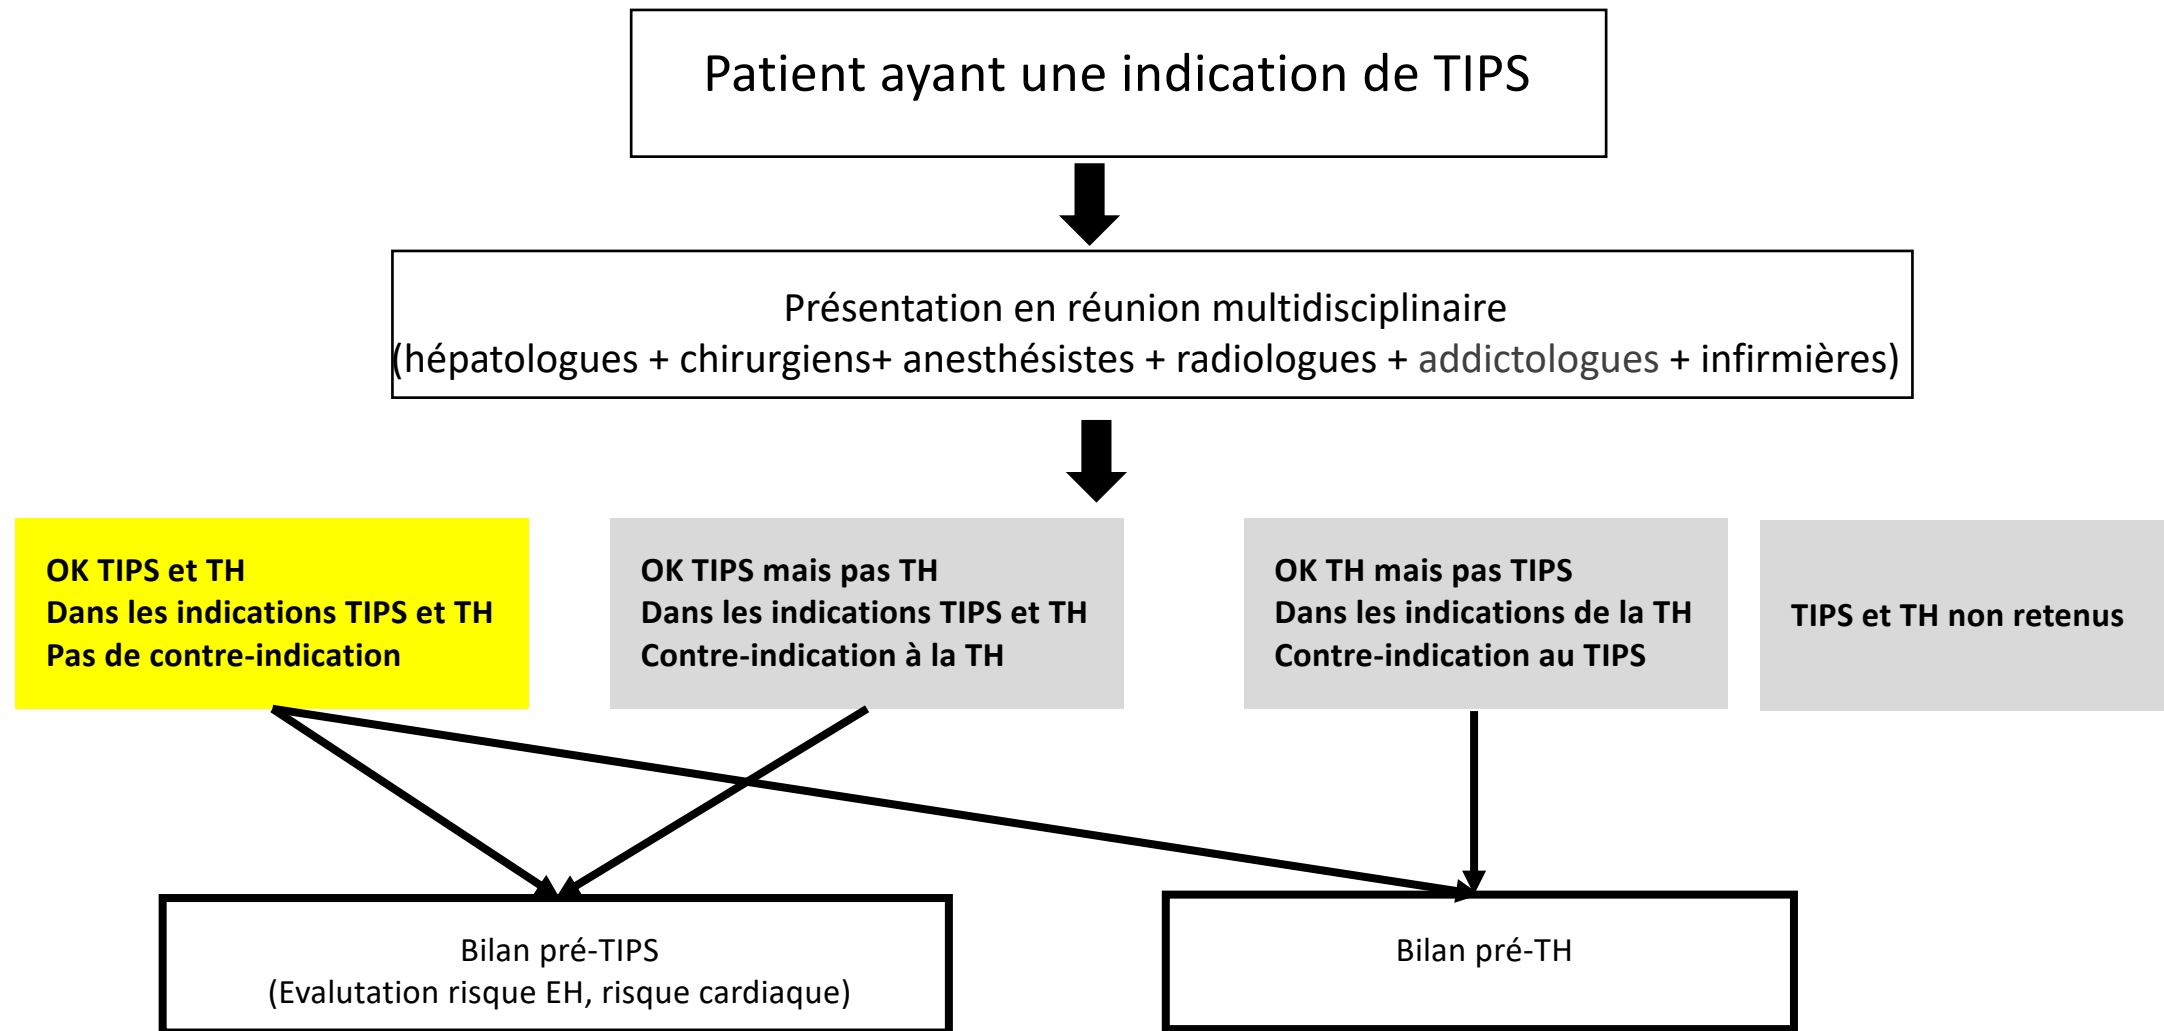 Patient ayant une indication de TIPS
Présentation en réunion multidisciplinaire
(hépatologues + chirurgiens+ anesthésistes + radiologues + addictologues + infirmières)
OK TIPS et TH
Dans les indications TIPS et TH
Pas de contre-indication
OK TIPS mais pas TH
Dans les indications TIPS et TH
Contre-indication à la TH
OK TH mais pas TIPS
Dans les indications de la TH
Contre-indication au TIPS
TIPS et TH non retenus
Bilan pré-TIPS
(Evalutation risque EH, risque cardiaque)
Bilan pré-TH